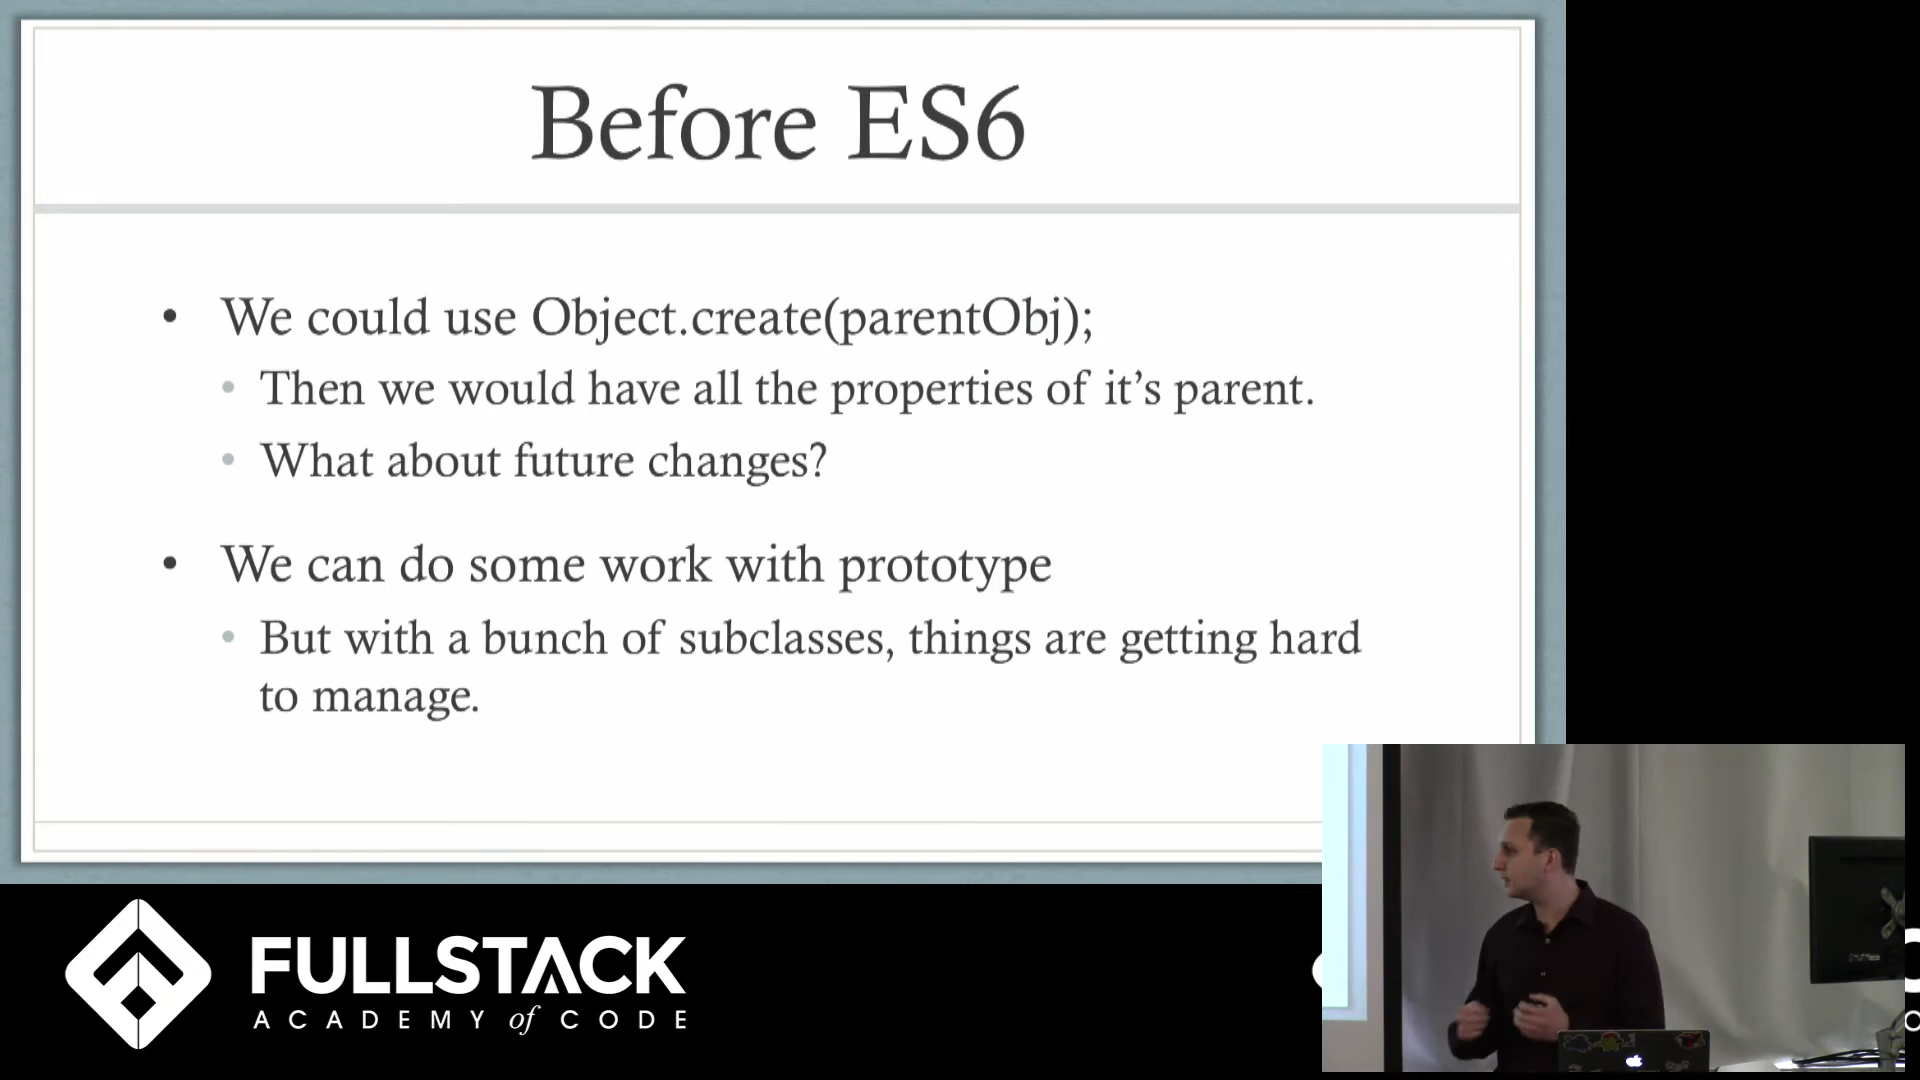 Before ES6
• We could use Object.create(parentObj);
• Then we would have all the properties of it’s parent.
• What about future changes?
• We can do some work with prototype
• But with a bunch of subclasses, things are getting hard
to manage.
FULLSTACK
ACADEMY of CODE